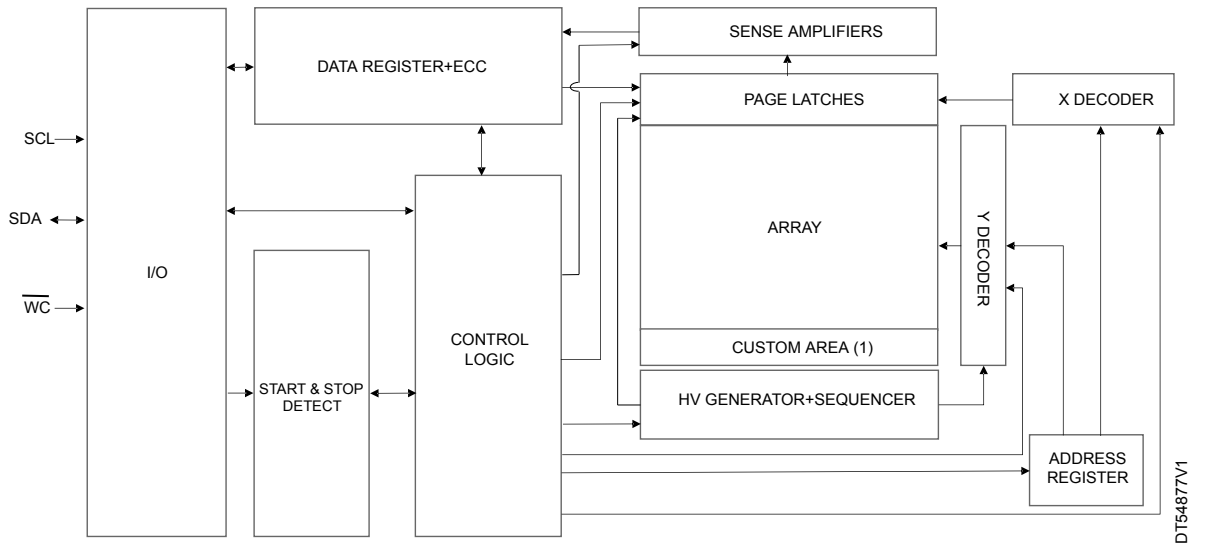 SENSE AMPLIFIERS
DATA REGISTER+ECC
PAGE LATCHES
X DECODER
SCL
SDA
ARRAY
Y DECODER
I/O
WC
CONTROL
LOGIC
CUSTOM AREA (1)
START & STOP
DETECT
HV GENERATOR+SEQUENCER
ADDRESS
REGISTER
DT54877V1